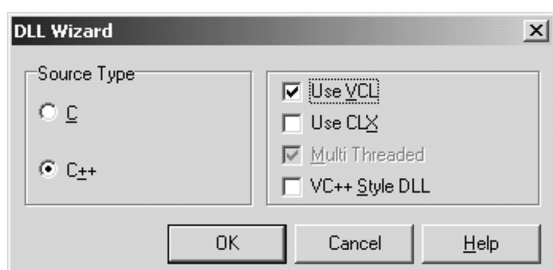 DLL Wizard
Source Type
C
C++
Use VCL
Use CLX
Multi Threaded
VC++ Style DLL
OK Cancel Help